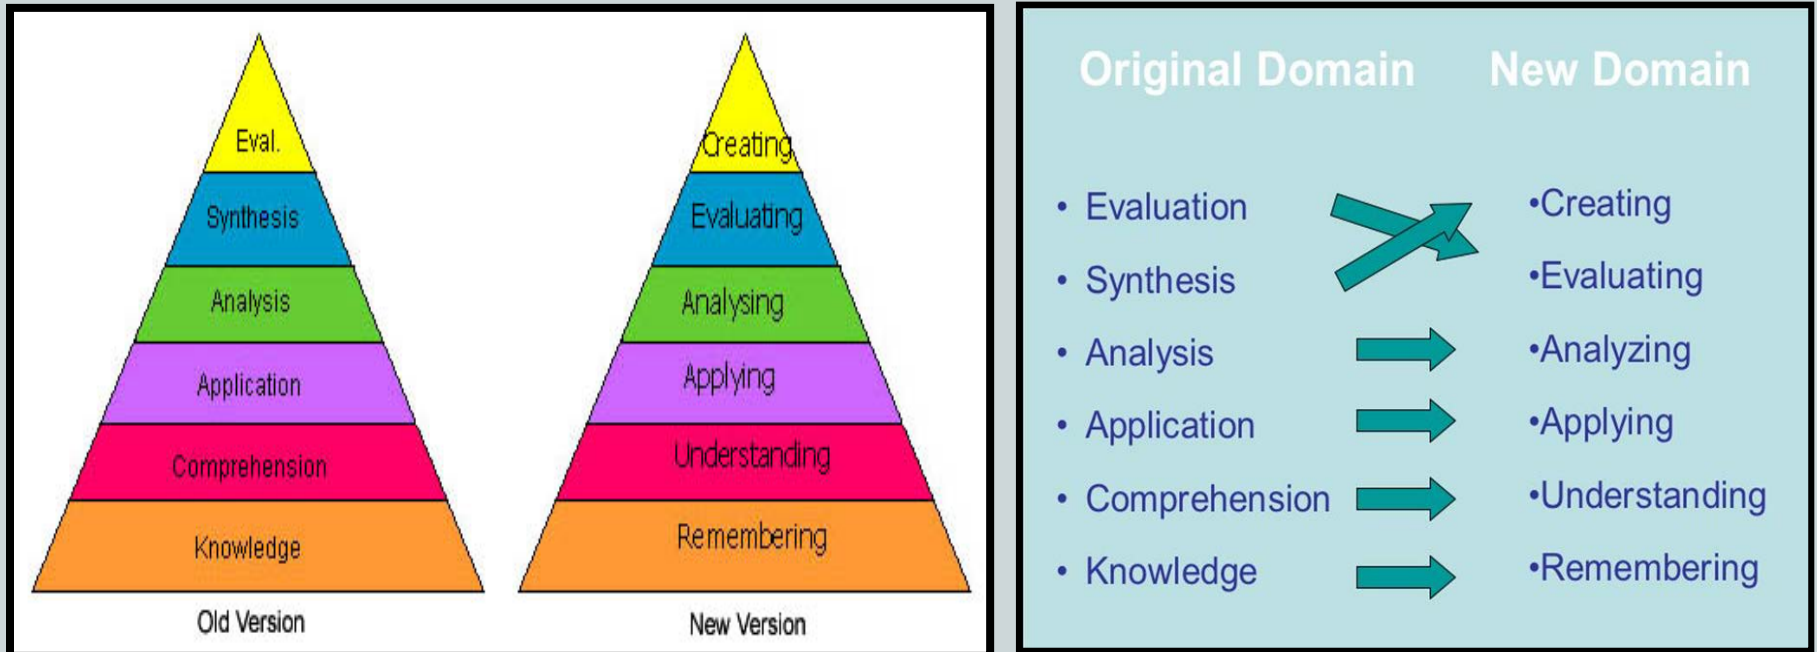 Eval.
Synthesis
Analysis
Application
Comprehension
Knowledge
Old Version
Creating
Evaluating
Analysing
Applying
Understanding
Remembering
New Version
Original Domain
New Domain
• Evaluation
• Synthesis
• Analysis
• Application
• Comprehension
• Knowledge
•Creating
•Evaluating
•Analyzing
•Applying
•Understanding
•Remembering